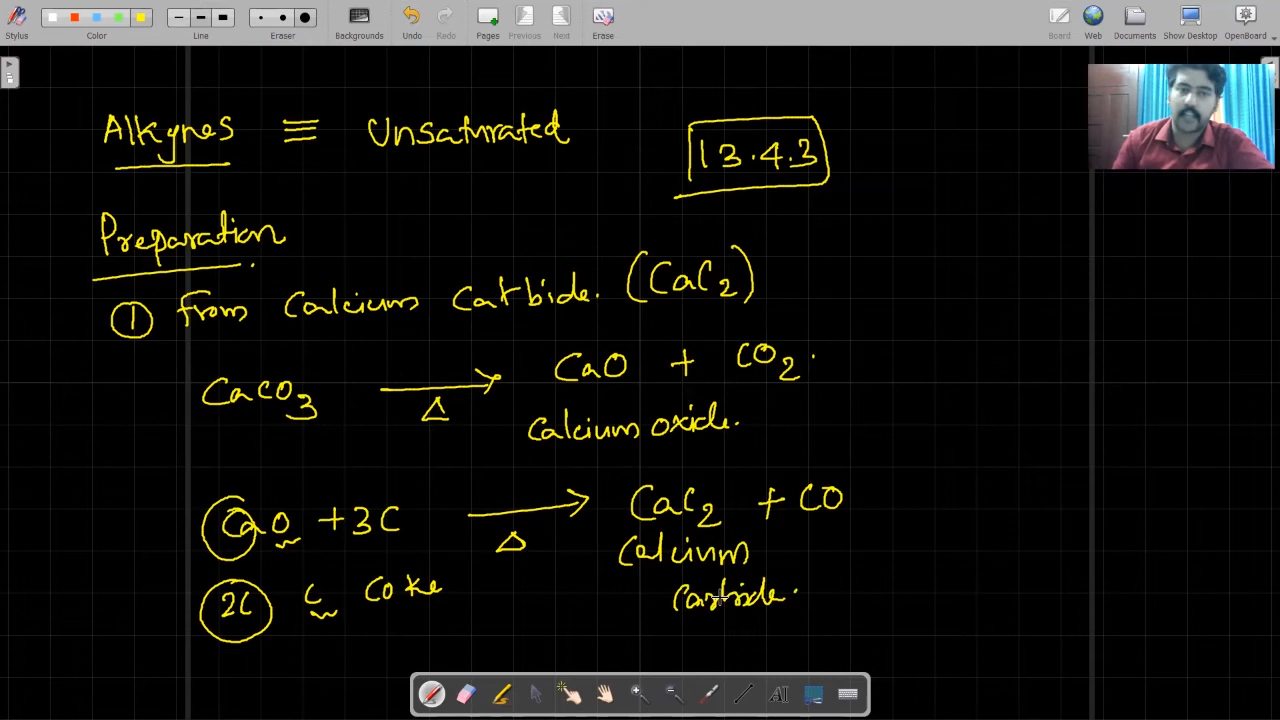 Stylus Color Line Eraser Backgrounds Undo Redo Pages Previous Next Erase Board Web Documents Show Desktop OpenBoard
Alkynes ≡ Unsaturated
13.4.3
Preparation
① From Calcium Carbide. (CaC₂)
CaCO₃ →Δ CaO + CO₂.
Calcium oxide.
CaO + 3C →Δ CaC₂ + CO
Calcium
Carbide.
2C C Coke
AI